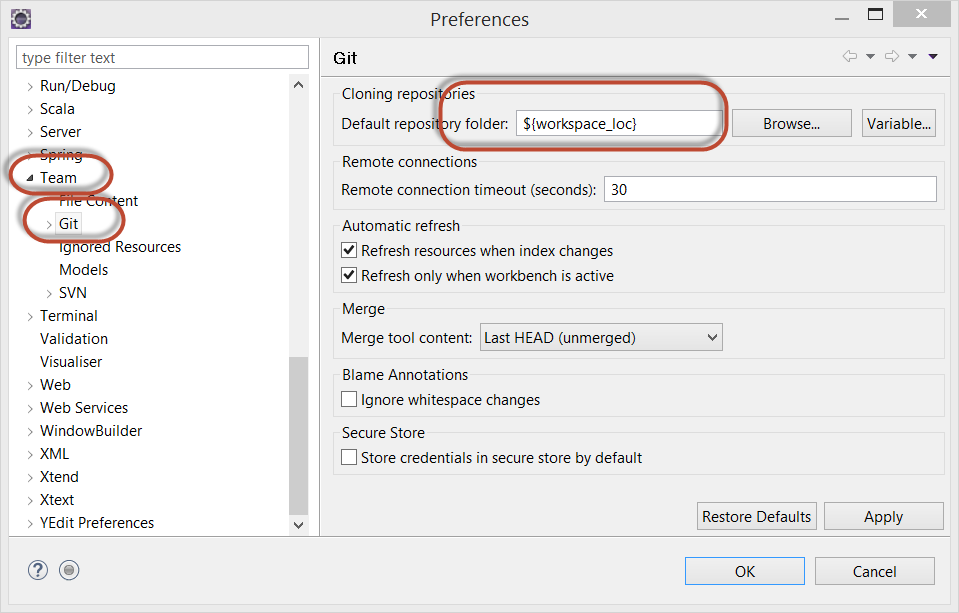 Preferences
type filter text
Run/Debug
Scala
Server
Spring
Team
File Content
Git
Ignored Resources
Models
SVN
Terminal
Validation
Visualiser
Web
Web Services
WindowBuilder
XML
Xtend
Xtext
YEdit Preferences
Git
Cloning repositories
Default repository folder: ${workspace_loc} Browse... Variable...
Remote connections
Remote connection timeout (seconds): 30
Automatic refresh
Refresh resources when index changes
Refresh only when workbench is active
Merge
Merge tool content: Last HEAD (unmerged)
Blame Annotations
Ignore whitespace changes
Secure Store
Store credentials in secure store by default
Restore Defaults Apply
OK Cancel